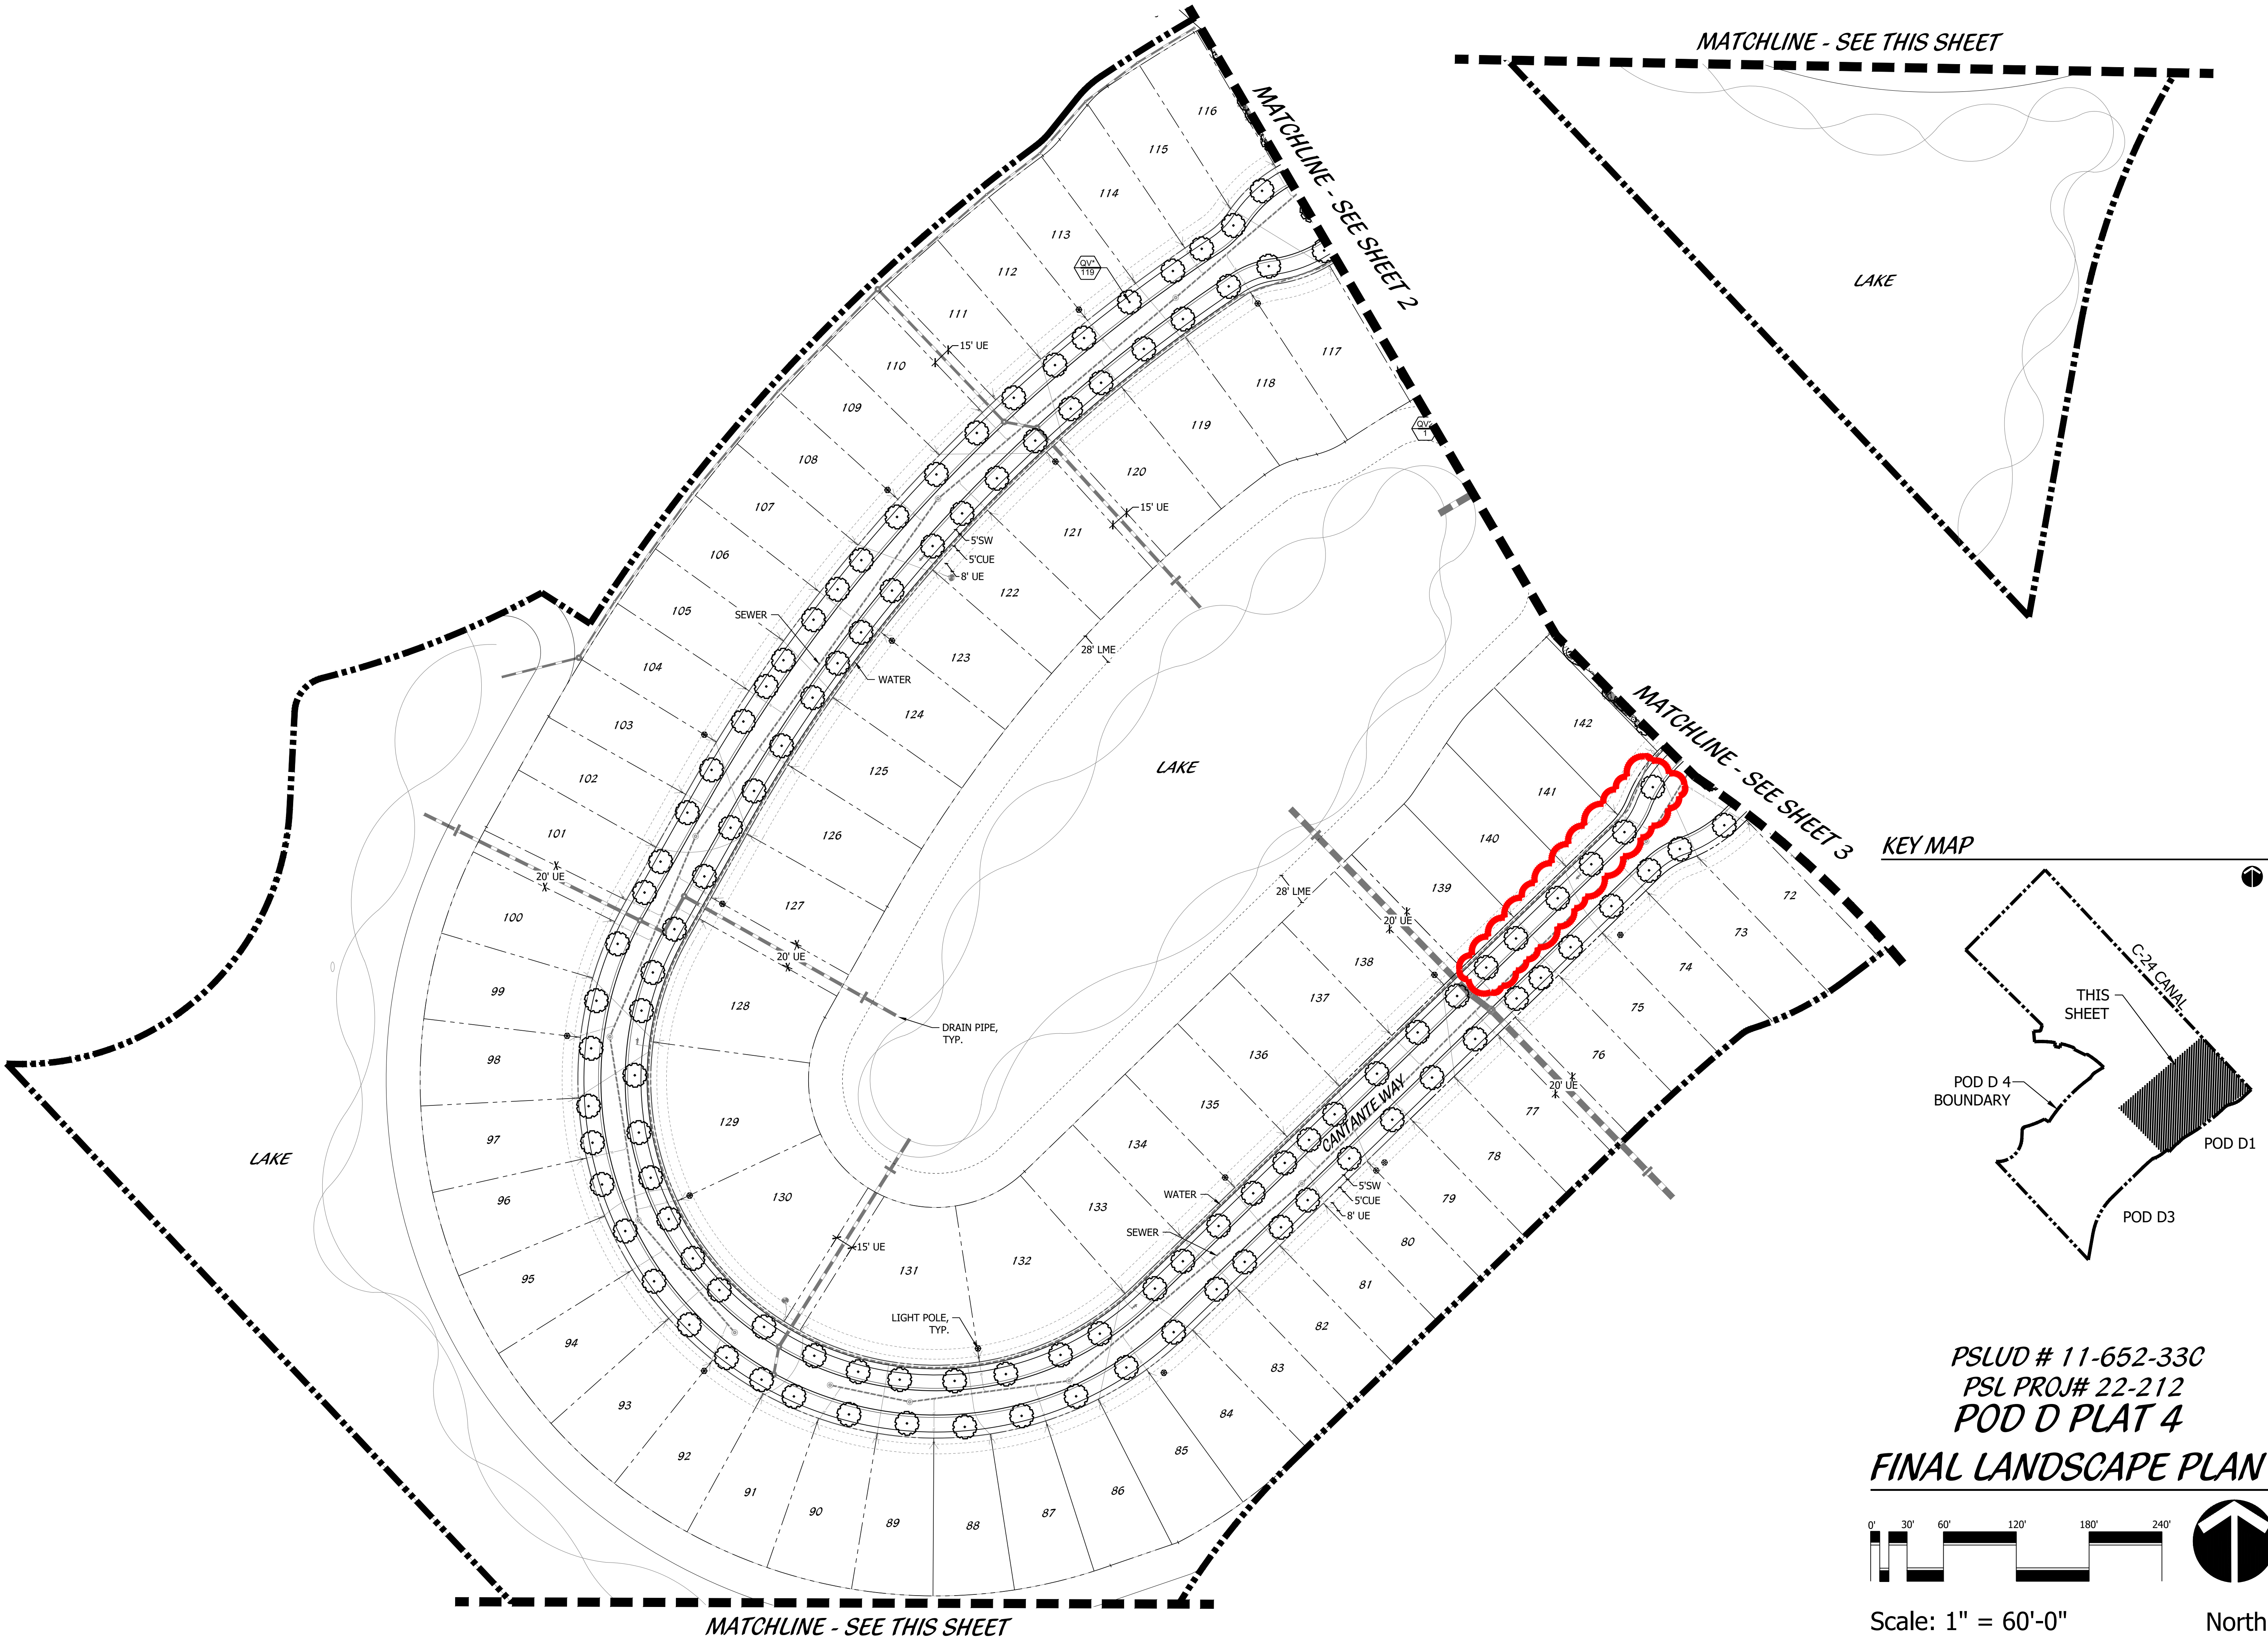 MATCHLINE - SEE THIS SHEET
LAKE
MATCHLINE - SEE SHEET 2
116
115
114
113
QV*
119
112
111
15' UE
110
109
108
107
106
105
104
103
102
101
20' UE
100
99
98
97
96
95
94
93
92
91
90
89
88
87
86
85
84
83
82
81
80
79
78
77
76
75
74
73
72
117
118
119
120
15' UE
121
5'SW
5'CUE
8' UE
122
123
28' LME
SEWER
WATER
124
125
126
127
20' UE
128
DRAIN PIPE,
TYP.
129
130
15' UE
131
132
LIGHT POLE,
TYP.
133
134
135
136
137
138
139
140
141
142
LAKE
28' LME
20' UE
20' UE
CANTANTE WAY
WATER
SEWER
5'SW
5'CUE
8' UE
1
LAKE
MATCHLINE - SEE SHEET 3
MATCHLINE - SEE THIS SHEET
KEY MAP
C-24 CANAL
THIS
SHEET
POD D 4
BOUNDARY
POD D1
POD D3
PSLUD # 11-652-33C
PSL PROJ# 22-212
POD D PLAT 4
FINAL LANDSCAPE PLAN
0' 30' 60' 120' 180' 240'
Scale: 1" = 60'-0"
North